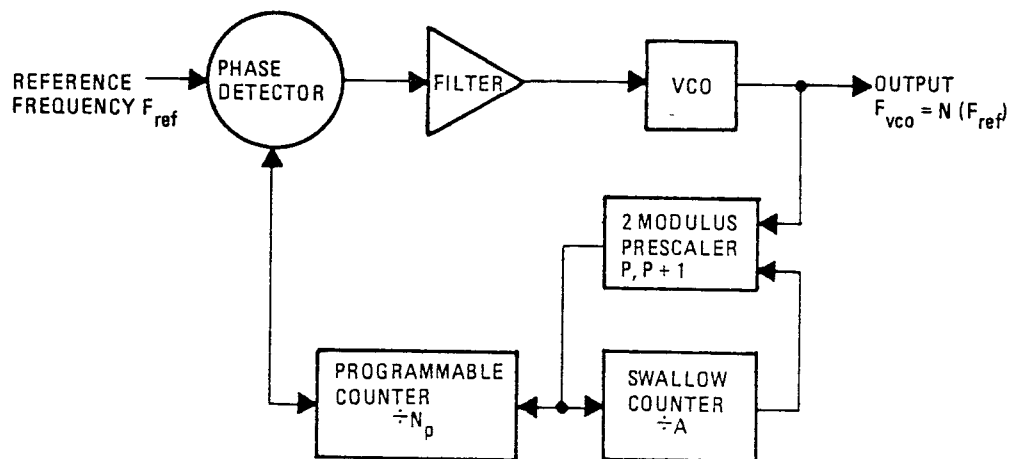 REFERENCE
FREQUENCY F_ref
PHASE
DETECTOR
FILTER
VCO
OUTPUT
F_vco = N (F_ref)
2 MODULUS
PRESCALER
P, P + 1
PROGRAMMABLE
COUNTER
÷N_p
SWALLOW
COUNTER
÷A